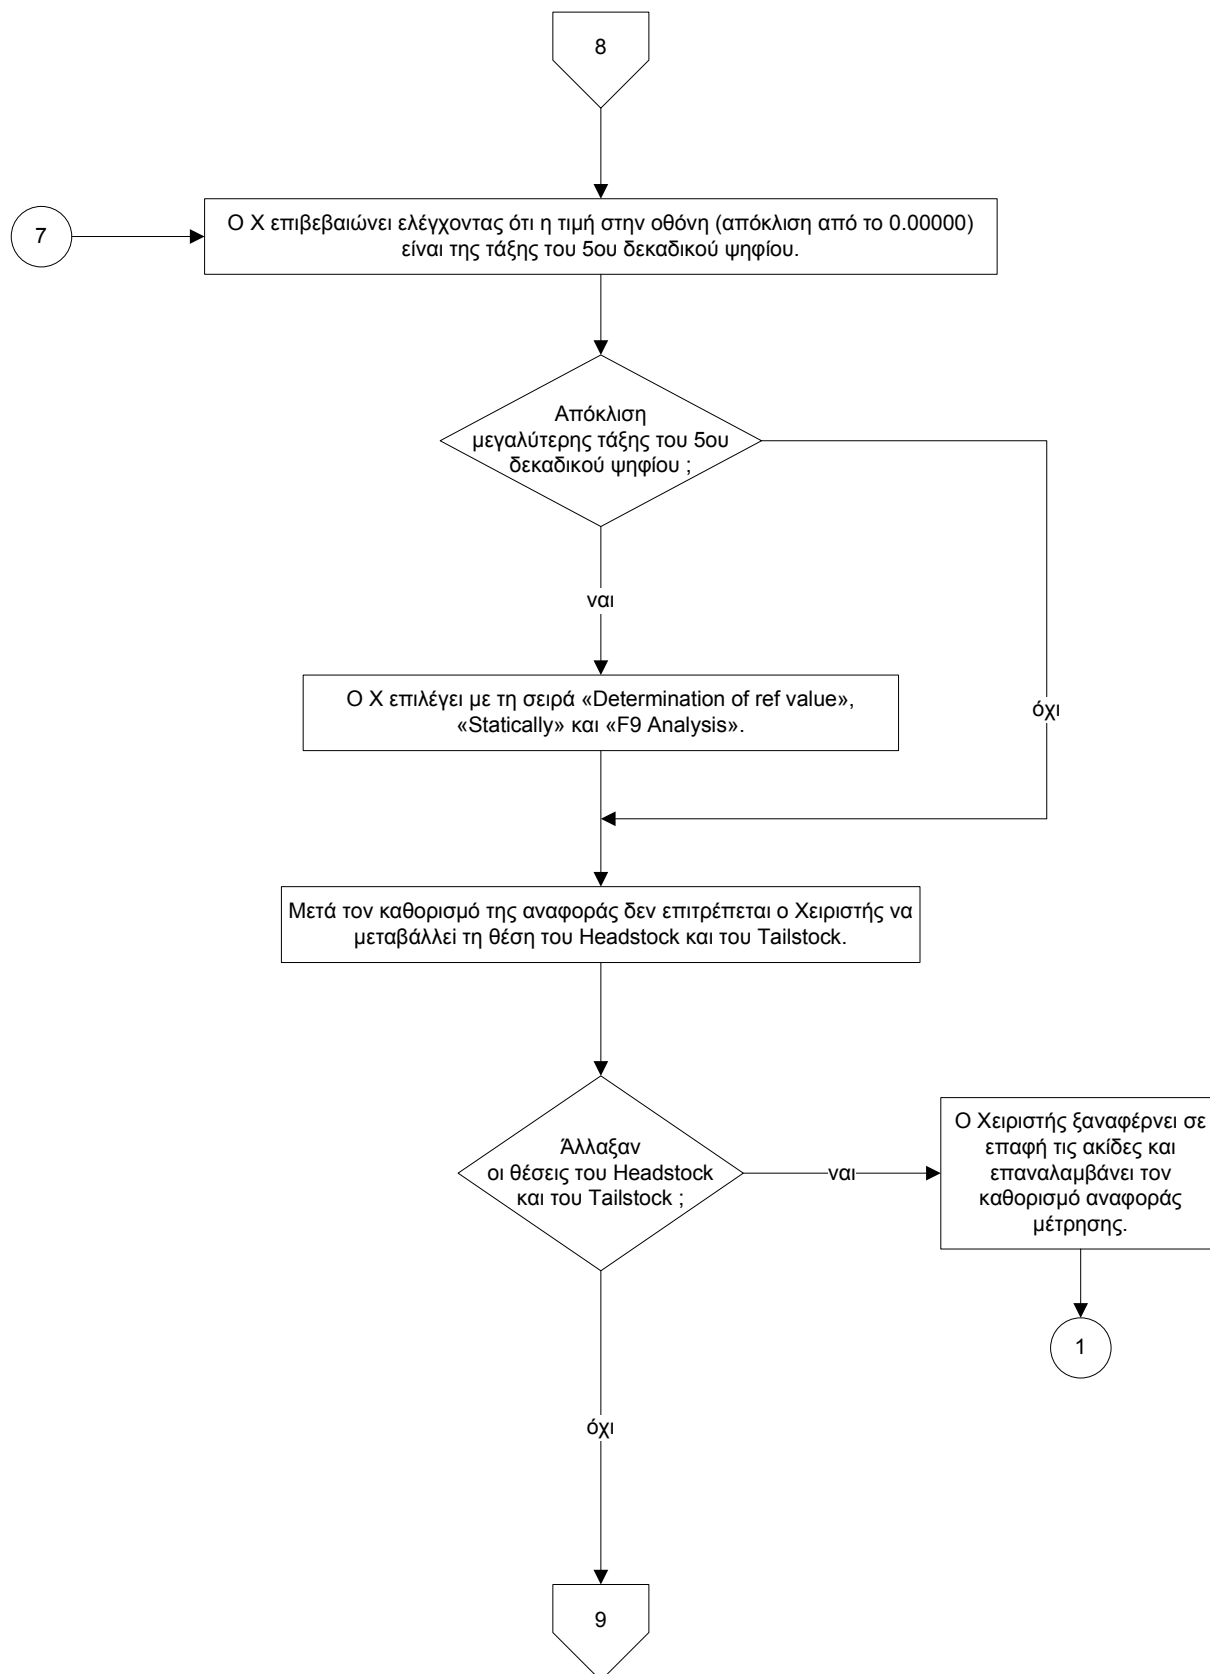 8
7
Ο Χ επιβεβαιώνει ελέγχοντας ότι η τιμή στην οθόνη (απόκλιση από το 0.00000)
είναι της τάξης του 5ου δεκαδικού ψηφίου.
Απόκλιση
μεγαλύτερης τάξης του 5ου
δεκαδικού ψηφίου ;
ναι
Ο Χ επιλέγει με τη σειρά «Determination of ref value»,
«Statically» και «F9 Analysis».
όχι
Μετά τον καθορισμό της αναφοράς δεν επιτρέπεται ο Χειριστής να
μεταβάλλεί τη θέση του Headstock και του Tailstock.
Άλλαξαν
οι θέσεις του Headstock
και του Tailstock ;
ναι
Ο Χειριστής ξαναφέρνει σε
επαφή τις ακίδες και
επαναλαμβάνει τον
καθορισμό αναφοράς
μέτρησης.
1
όχι
9